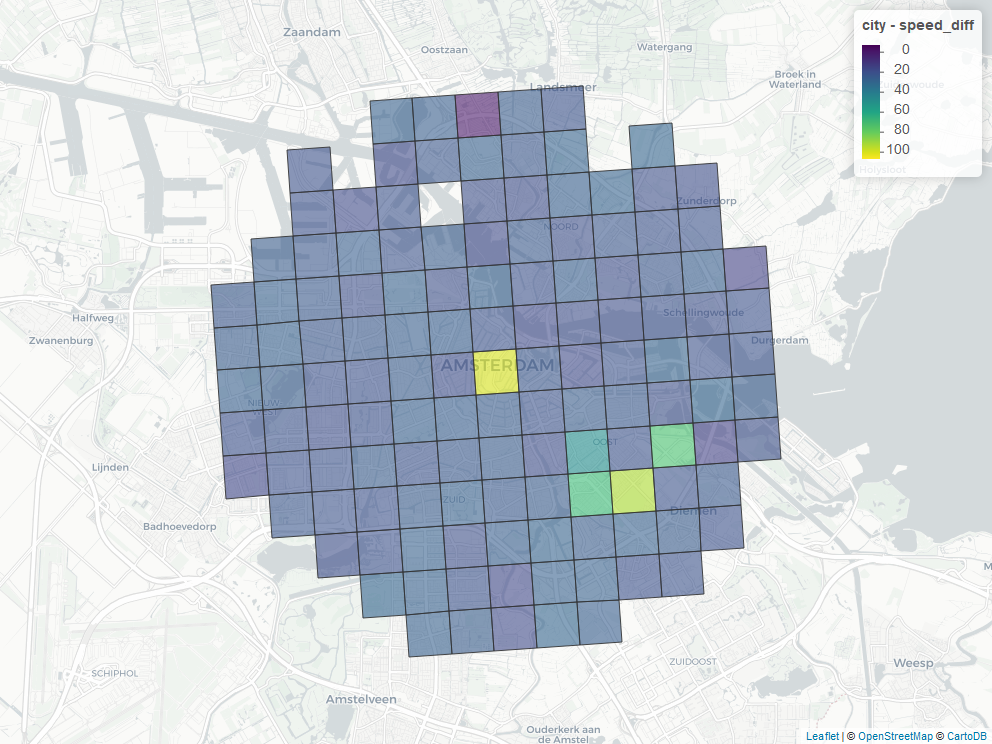 Zaandam
Oostzaan
Watergang
Broek in
Waterland
Landsmeer
city - speed_diff
0
20
40
60
80
100
Holysloot
Zunderdorp
NOORD
Halfweg
Zwanenburg
Schellingwoude
Durgerdam
AMSTERDAM
NIEUW
WEST
OOST
Lijnden
ZUID
Diemen
Badhoevedorp
SCHIPHOL
ZUIDOOST
Weesp
Amstelveen
Ouderkerk aan
de Amstel
Leaflet | © OpenStreetMap © CartoDB